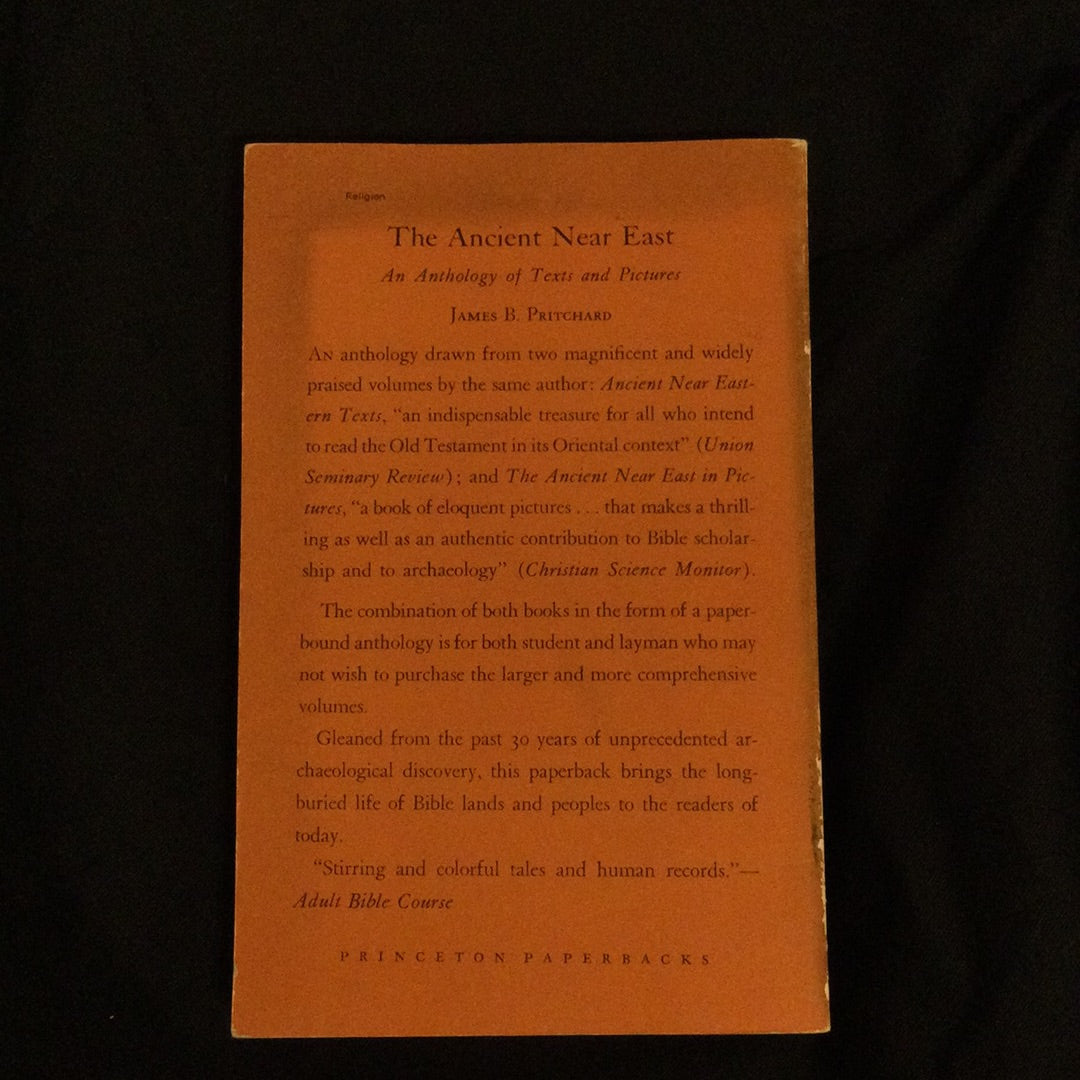 Religion
The Ancient Near East
An Anthology of Texts and Pictures
James B. Pritchard
An anthology drawn from two magnificent and widely
praised volumes by the same author: Ancient Near East-
ern Texts, “an indispensable treasure for all who intend
to read the Old Testament in its Oriental context” (Union
Seminary Review); and The Ancient Near East in Pic-
tures, “a book of eloquent pictures . . . that makes a thrill-
ing as well as an authentic contribution to Bible scholar-
ship and to archaeology” (Christian Science Monitor).
The combination of both books in the form of a paper-
bound anthology is for both student and layman who may
not wish to purchase the larger and more comprehensive
volumes.
Gleaned from the past 30 years of unprecedented ar-
chaeological discovery, this paperback brings the long-
buried life of Bible lands and peoples to the readers of
today.
“Stirring and colorful tales and human records.”—
Adult Bible Course
PRINCETON PAPERBACKS